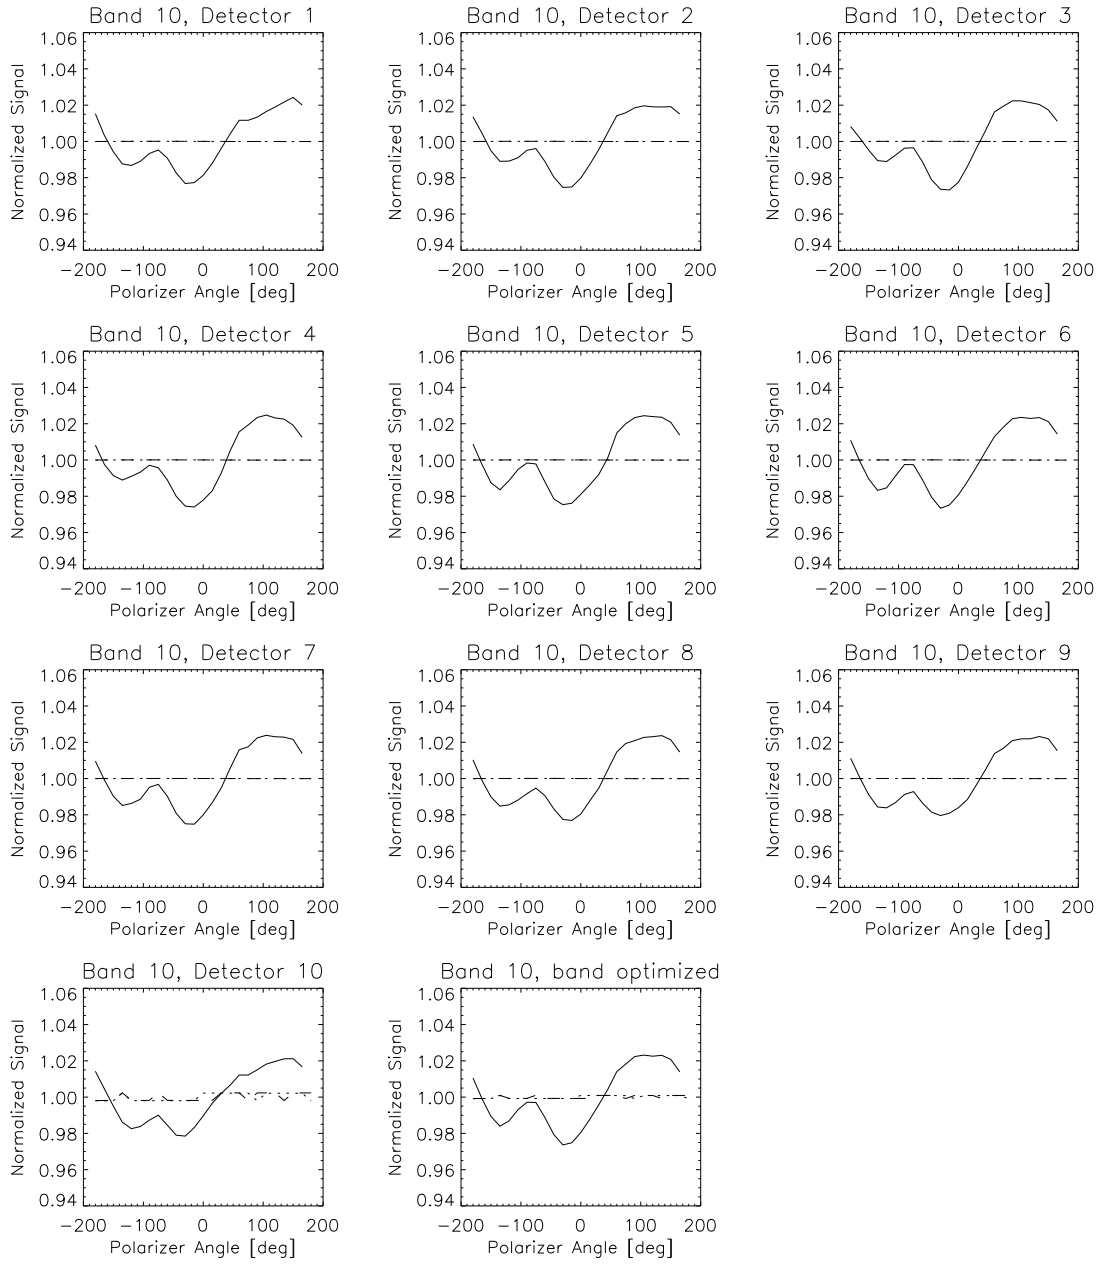 Band 10, Detector 1
Band 10, Detector 2
Band 10, Detector 3
Normalized Signal
1.06
1.04
1.02
1.00
0.98
0.96
0.94
−200 −100 0 100 200
Polarizer Angle [deg]
Normalized Signal
1.06
1.04
1.02
1.00
0.98
0.96
0.94
−200 −100 0 100 200
Polarizer Angle [deg]
Normalized Signal
1.06
1.04
1.02
1.00
0.98
0.96
0.94
−200 −100 0 100 200
Polarizer Angle [deg]
Band 10, Detector 4
Band 10, Detector 5
Band 10, Detector 6
Normalized Signal
1.06
1.04
1.02
1.00
0.98
0.96
0.94
−200 −100 0 100 200
Polarizer Angle [deg]
Normalized Signal
1.06
1.04
1.02
1.00
0.98
0.96
0.94
−200 −100 0 100 200
Polarizer Angle [deg]
Normalized Signal
1.06
1.04
1.02
1.00
0.98
0.96
0.94
−200 −100 0 100 200
Polarizer Angle [deg]
Band 10, Detector 7
Band 10, Detector 8
Band 10, Detector 9
Normalized Signal
1.06
1.04
1.02
1.00
0.98
0.96
0.94
−200 −100 0 100 200
Polarizer Angle [deg]
Normalized Signal
1.06
1.04
1.02
1.00
0.98
0.96
0.94
−200 −100 0 100 200
Polarizer Angle [deg]
Normalized Signal
1.06
1.04
1.02
1.00
0.98
0.96
0.94
−200 −100 0 100 200
Polarizer Angle [deg]
Band 10, Detector 10
Band 10, band optimized
Normalized Signal
1.06
1.04
1.02
1.00
0.98
0.96
0.94
−200 −100 0 100 200
Polarizer Angle [deg]
Normalized Signal
1.06
1.04
1.02
1.00
0.98
0.96
0.94
−200 −100 0 100 200
Polarizer Angle [deg]